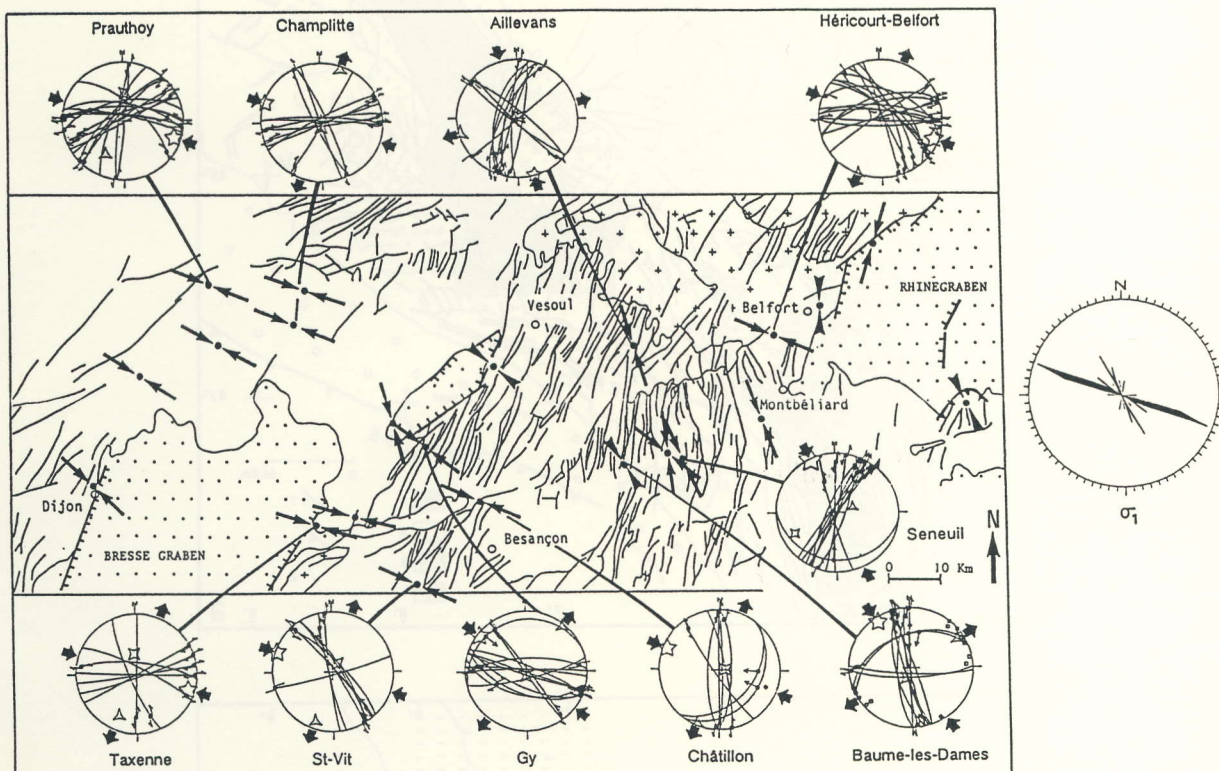 Prauthoy
Champlitte
Aillevans
Héricourt-Belfort
Vesoul
Belfort
RHINEGRABEN
Montbéliard
N
Dijon
BRESSE GRABEN
Besançon
Seneuil
N
0 10 Km
σ1
Taxenne
St-Vit
Gy
Châtillon
Baume-les-Dames